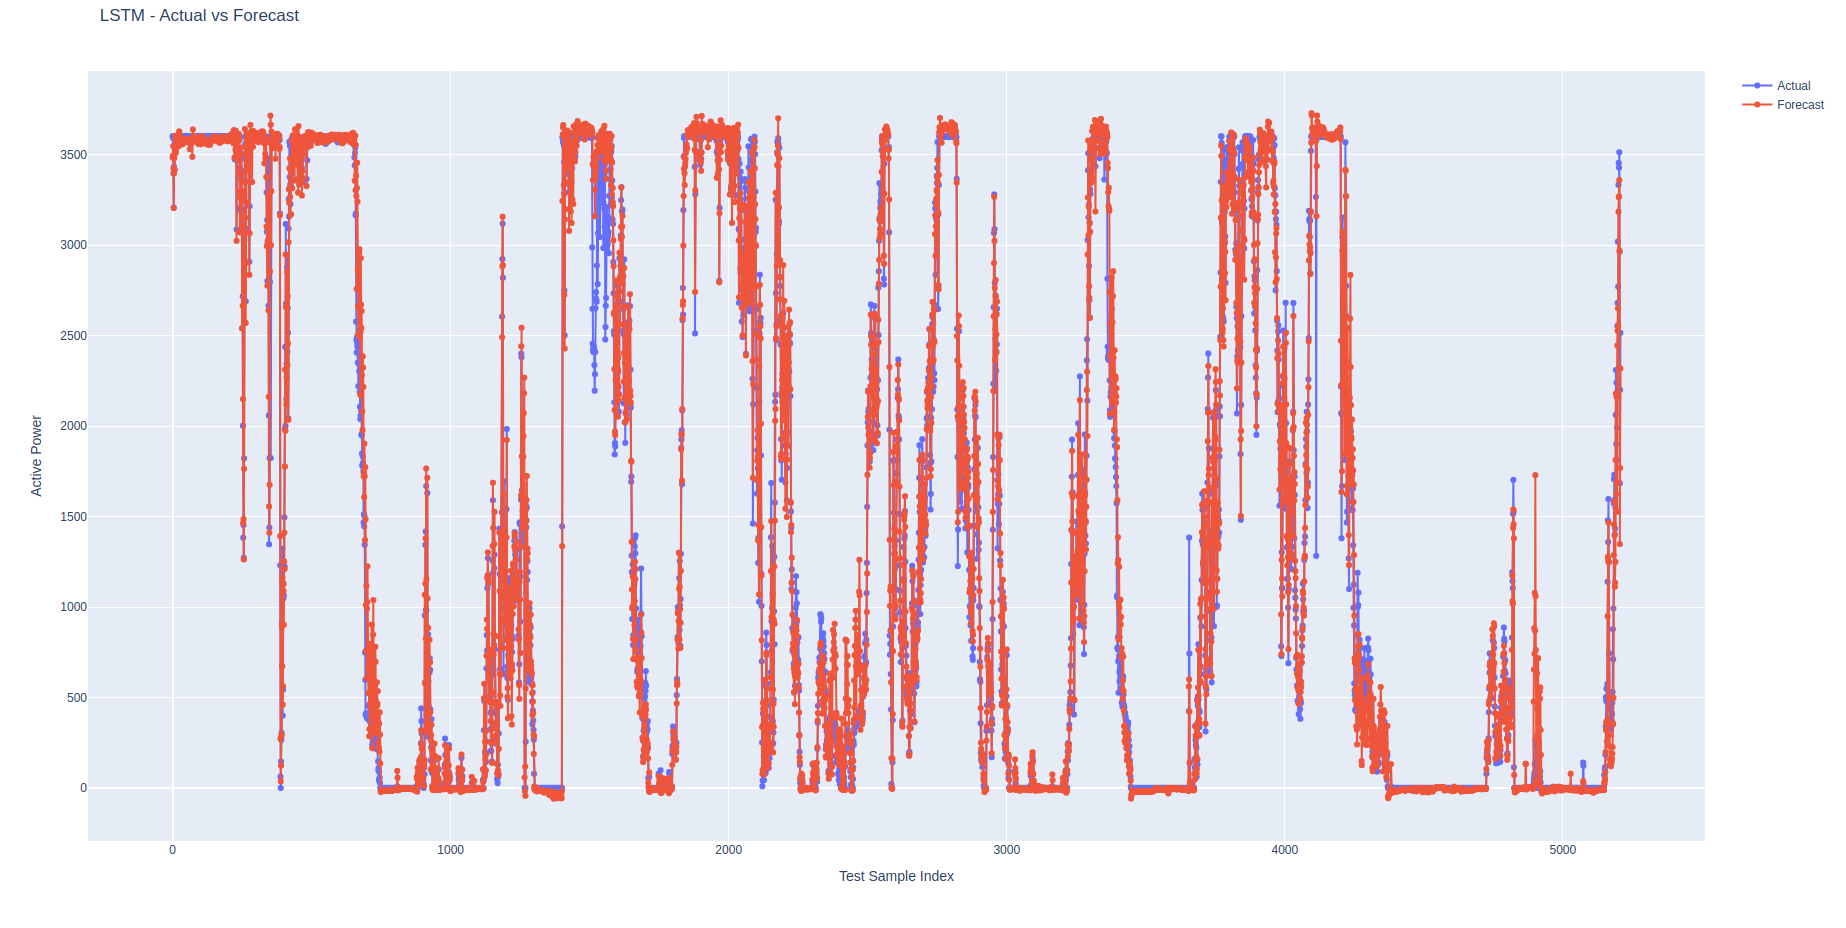 LSTM - Actual vs Forecast
Actual
Forecast
3500
3000
2500
2000
1500
1000
500
0
Active Power
0 1000 2000 3000 4000 5000
Test Sample Index